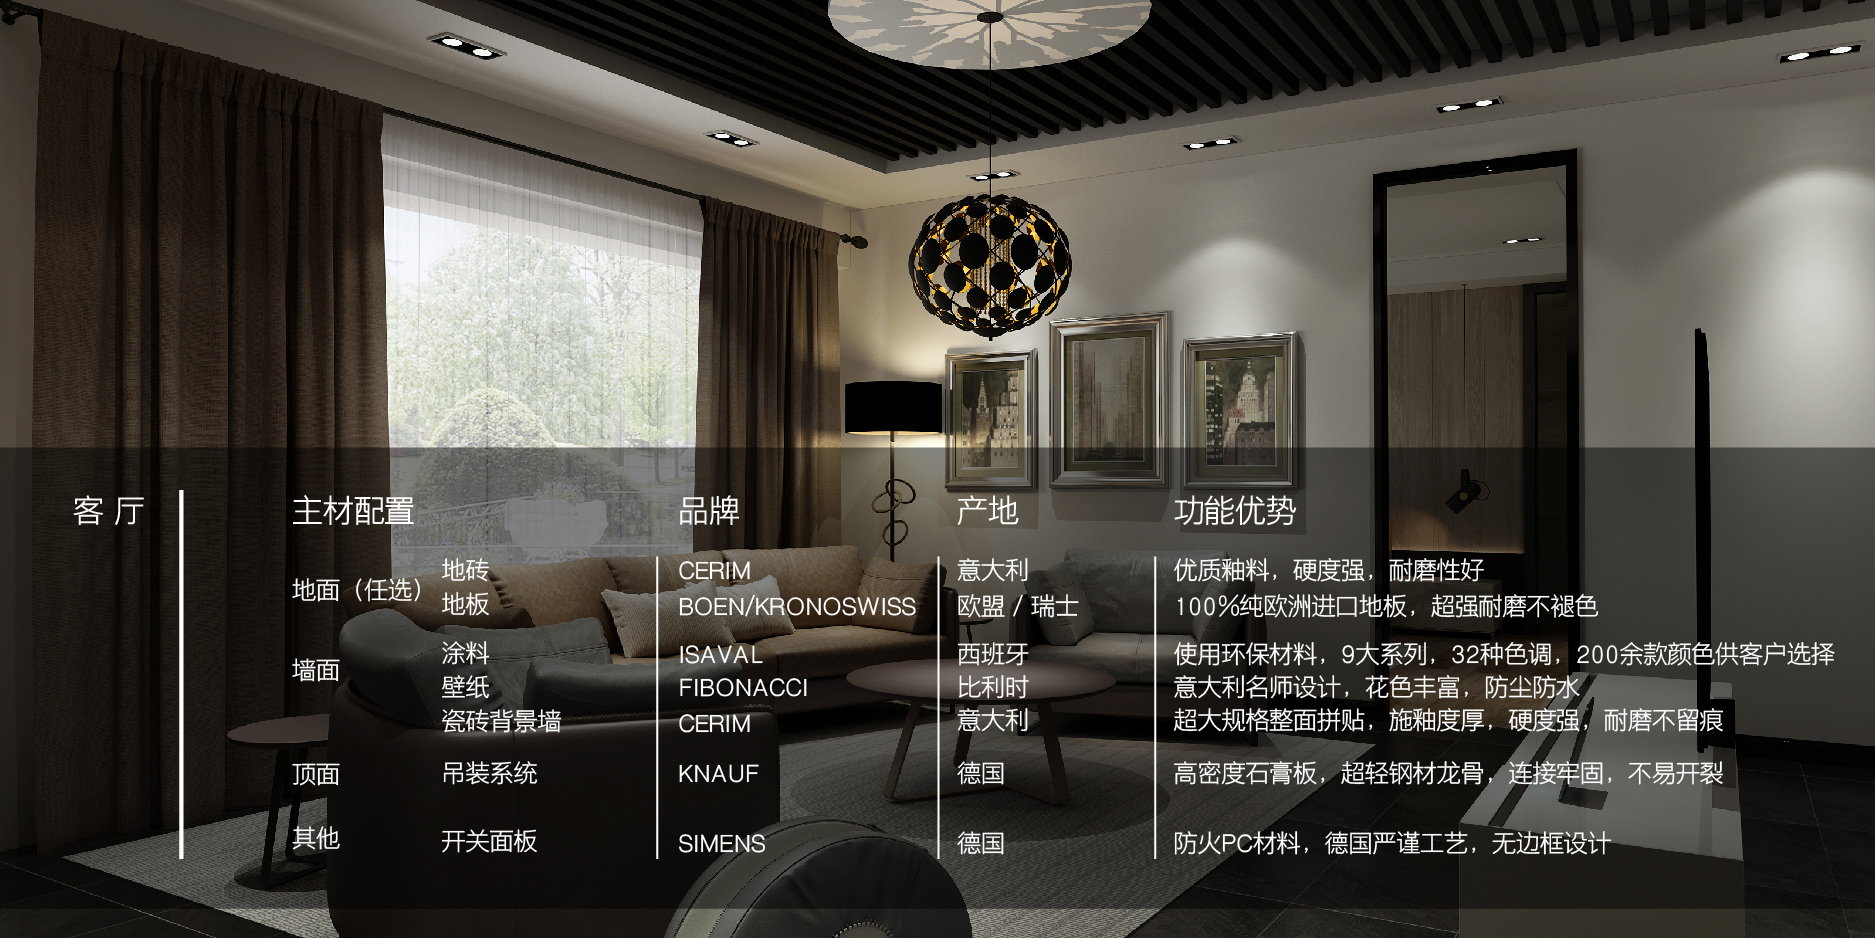 客 厅 主材配置 品牌 产地 功能优势
地面（任选） 地砖 CERIM 意大利 优质釉料，硬度强，耐磨性好
地板 BOEN/KRONOSWISS 欧盟 / 瑞士 100%纯欧洲进口地板，超强耐磨不褪色
墙面 涂料 ISAVAL 西班牙 使用环保材料，9大系列，32种色调，200余款颜色供客户选择
壁纸 FIBONACCI 比利时 意大利名师设计，花色丰富，防尘防水
瓷砖背景墙 CERIM 意大利 超大规格整面拼贴，施釉度厚，硬度强，耐磨不留痕
顶面 吊装系统 KNAUF 德国 高密度石膏板，超轻钢材龙骨，连接牢固，不易开裂
其他 开关面板 SIMENS 德国 防火PC材料，德国严谨工艺，无边框设计